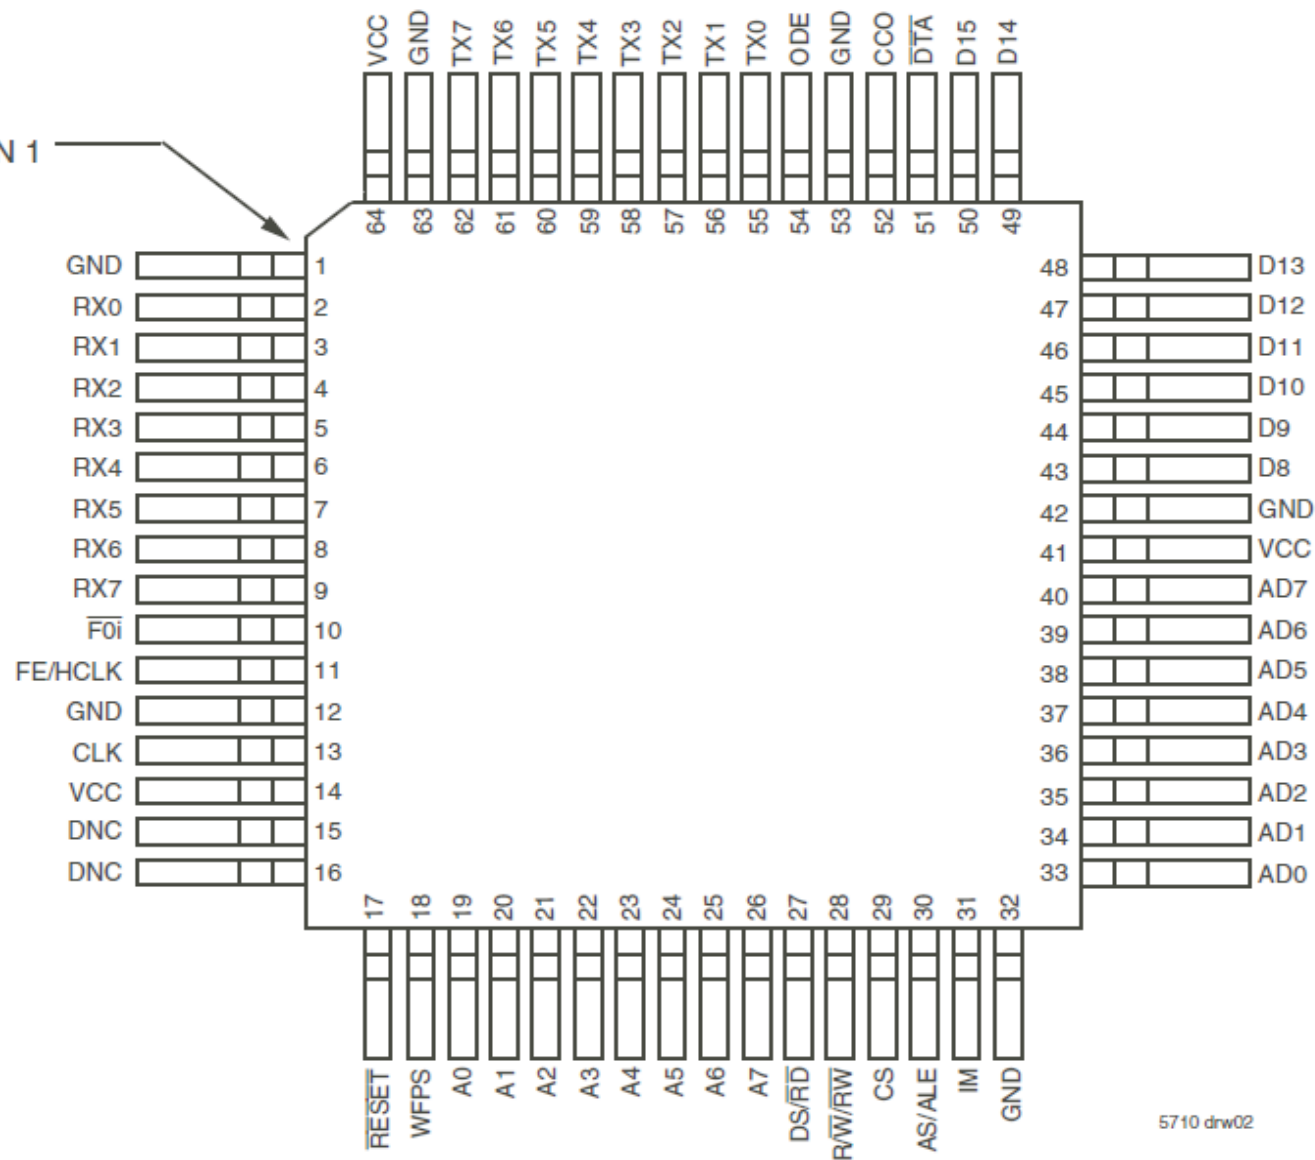 VCC GND TX7 TX6 TX5 TX4 TX3 TX2 TX1 TX0 ODE GND CCO D̅T̅A̅ D15 D14
N 1
64 63 62 61 60 59 58 57 56 55 54 53 52 51 50 49
GND 1 48 D13
RX0 2 47 D12
RX1 3 46 D11
RX2 4 45 D10
RX3 5 44 D9
RX4 6 43 D8
RX5 7 42 GND
RX6 8 41 VCC
RX7 9 40 AD7
F̅0̅i̅ 10 39 AD6
FE/HCLK 11 38 AD5
GND 12 37 AD4
CLK 13 36 AD3
VCC 14 35 AD2
DNC 15 34 AD1
DNC 16 33 AD0
17 18 19 20 21 22 23 24 25 26 27 28 29 30 31 32
R̅E̅S̅E̅T̅ WFPS A0 A1 A2 A3 A4 A5 A6 A7 DS/R̅D̅ R/W̅/R̅W̅ CS AS/ALE IM GND
5710 drw02